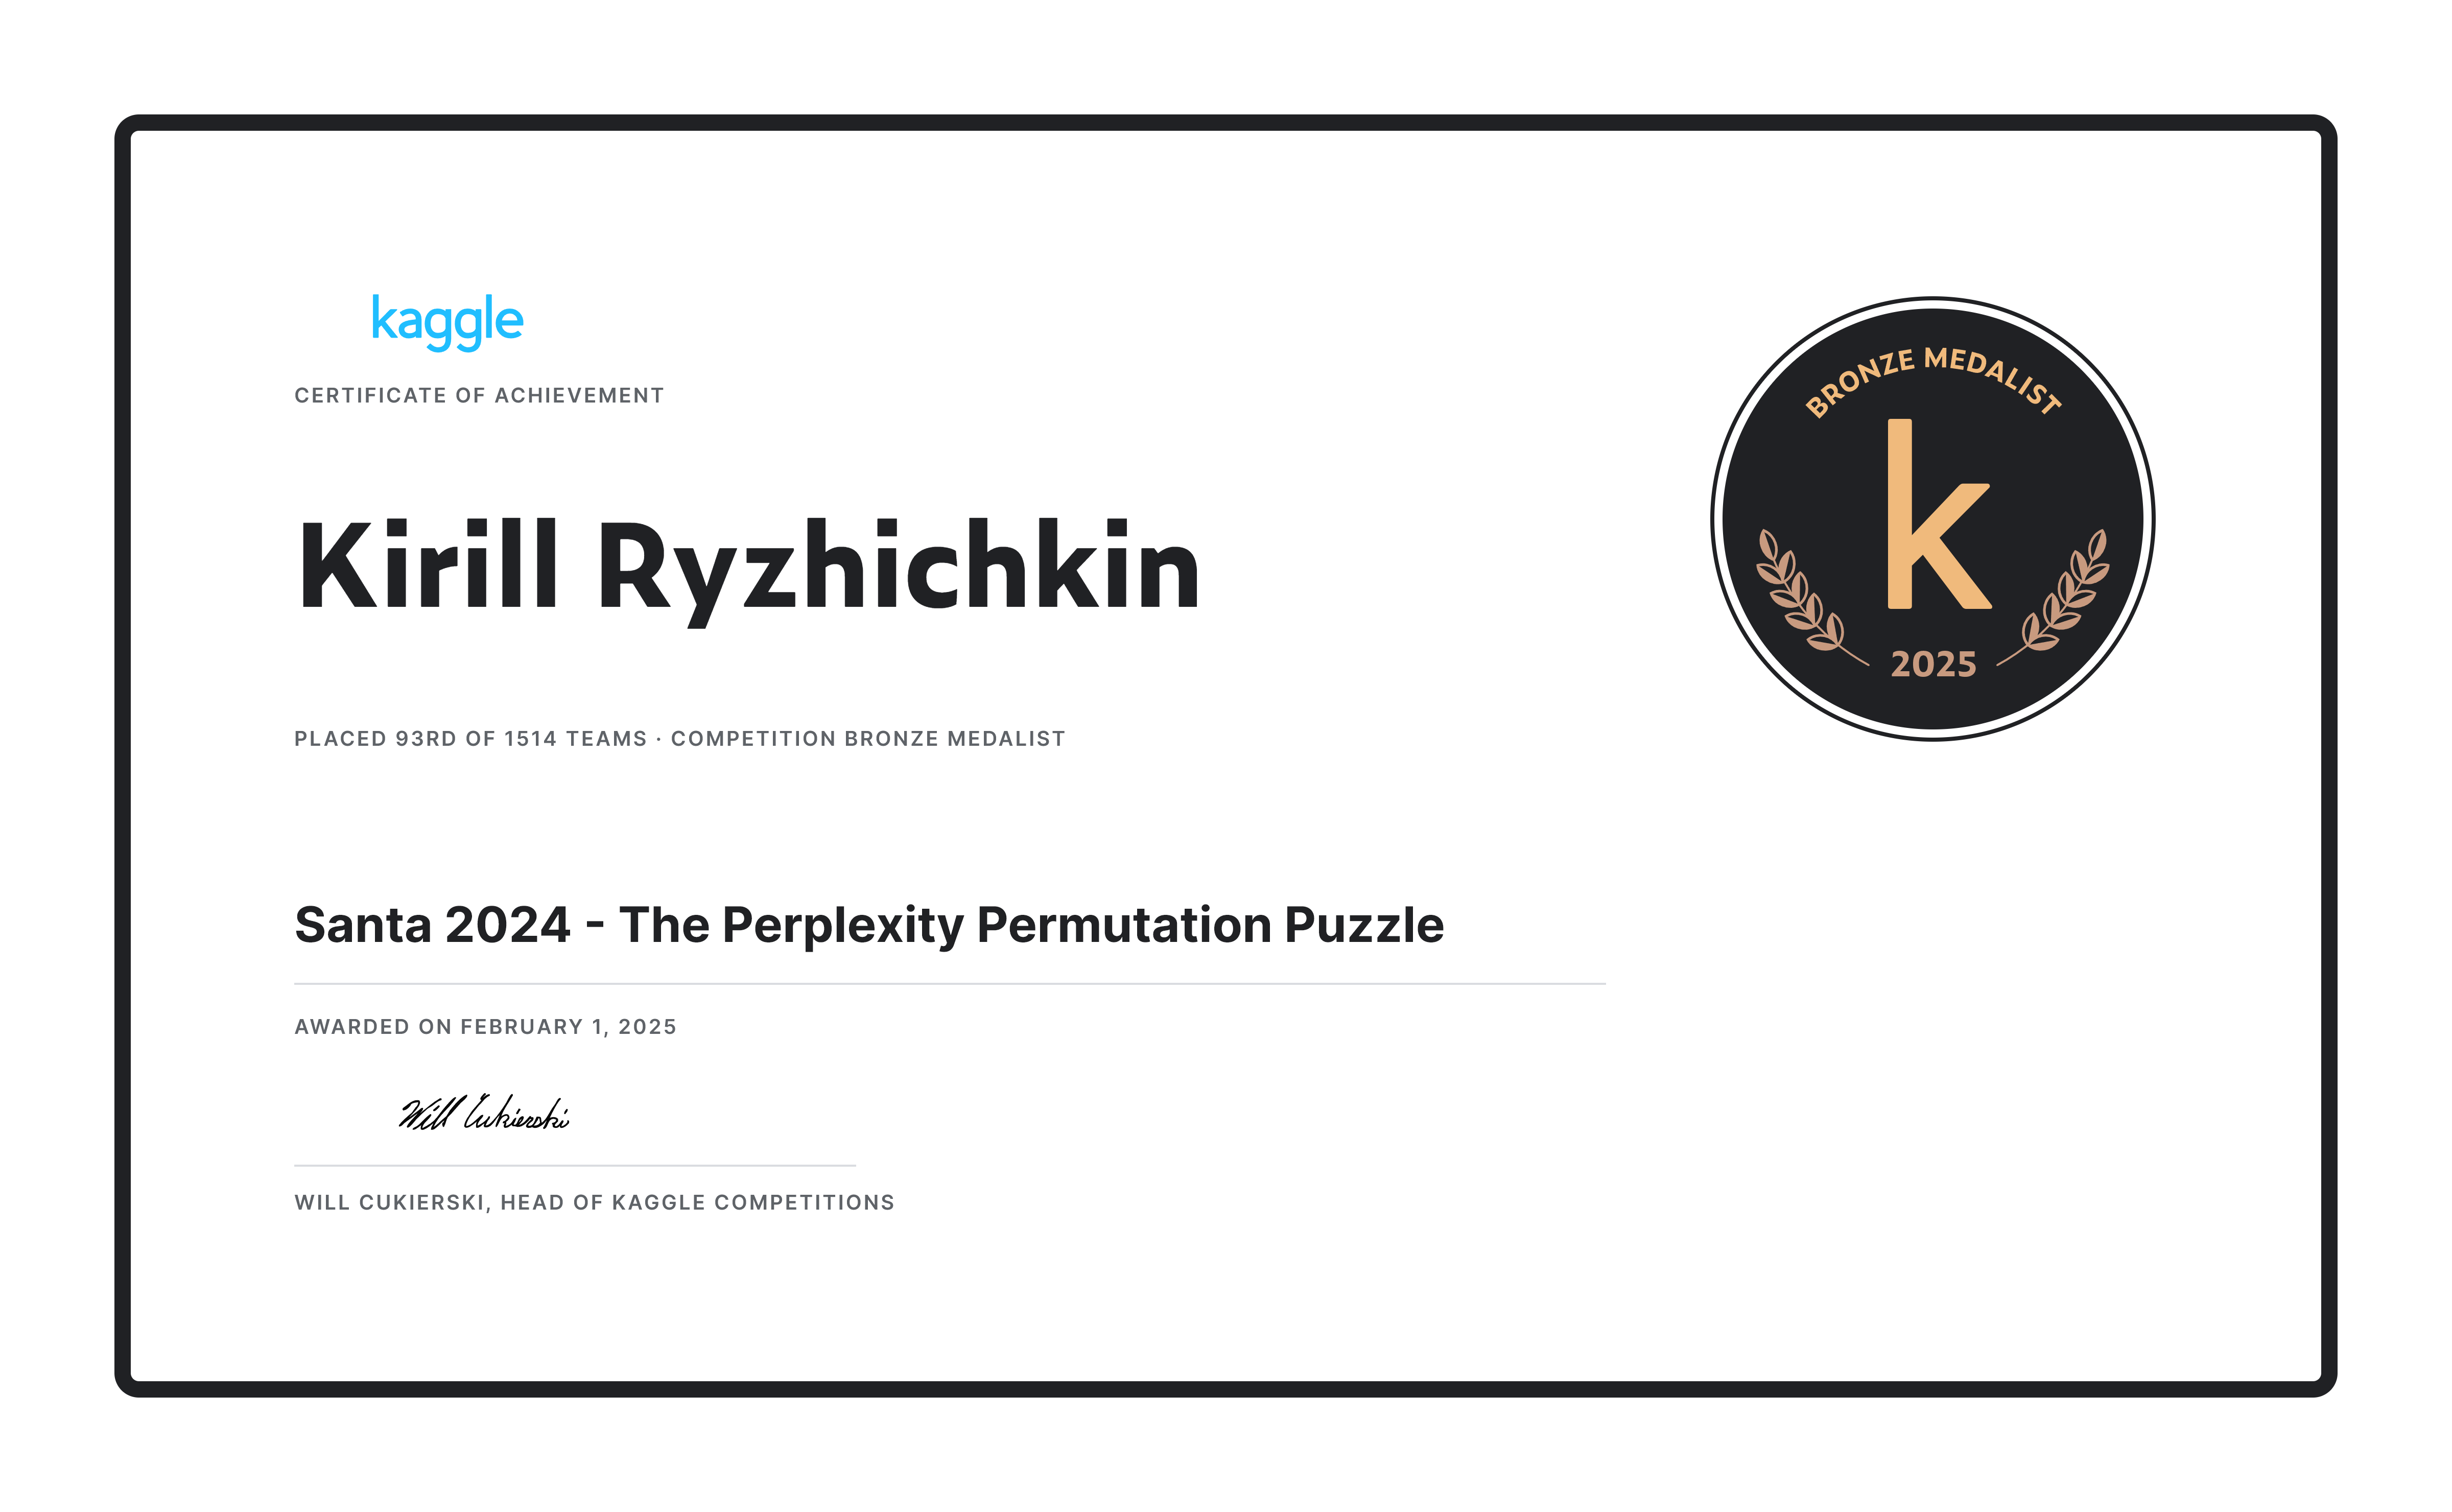 kaggle
CERTIFICATE OF ACHIEVEMENT
Kirill Ryzhichkin
PLACED 93RD OF 1514 TEAMS · COMPETITION BRONZE MEDALIST
BRONZE MEDALIST
k
2025
Santa 2024 - The Perplexity Permutation Puzzle
AWARDED ON FEBRUARY 1, 2025
Will Cukierski
WILL CUKIERSKI, HEAD OF KAGGLE COMPETITIONS